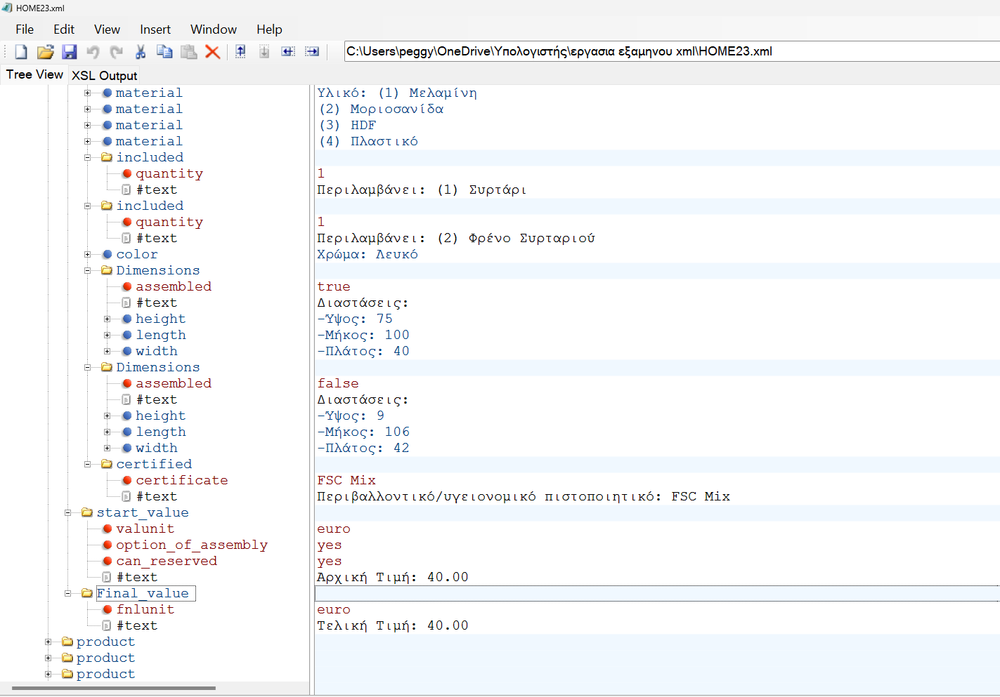 HOME23.xml
File Edit View Insert Window Help
C:\Users\peggy\OneDrive\Υπολογιστής\εργασια εξαμηνου xml\HOME23.xml
Tree View XSL Output
material Υλικό: (1) Μελαμίνη
material (2) Μοριοσανίδα
material (3) HDF
material (4) Πλαστικό
included
quantity 1
#text Περιλαμβάνει: (1) Συρτάρι
included
quantity 1
#text Περιλαμβάνει: (2) Φρένο Συρταριού
color Χρώμα: Λευκό
Dimensions
assembled true
#text Διαστάσεις:
height -Ύψος: 75
length -Μήκος: 100
width -Πλάτος: 40
Dimensions
assembled false
#text Διαστάσεις:
height -Ύψος: 9
length -Μήκος: 106
width -Πλάτος: 42
certified
certificate FSC Mix
#text Περιβαλλοντικό/υγειονομικό πιστοποιητικό: FSC Mix
start_value
valunit euro
option_of_assembly yes
can_reserved yes
#text Αρχική Τιμή: 40.00
Final_value
fnlunit euro
#text Τελική Τιμή: 40.00
product
product
product